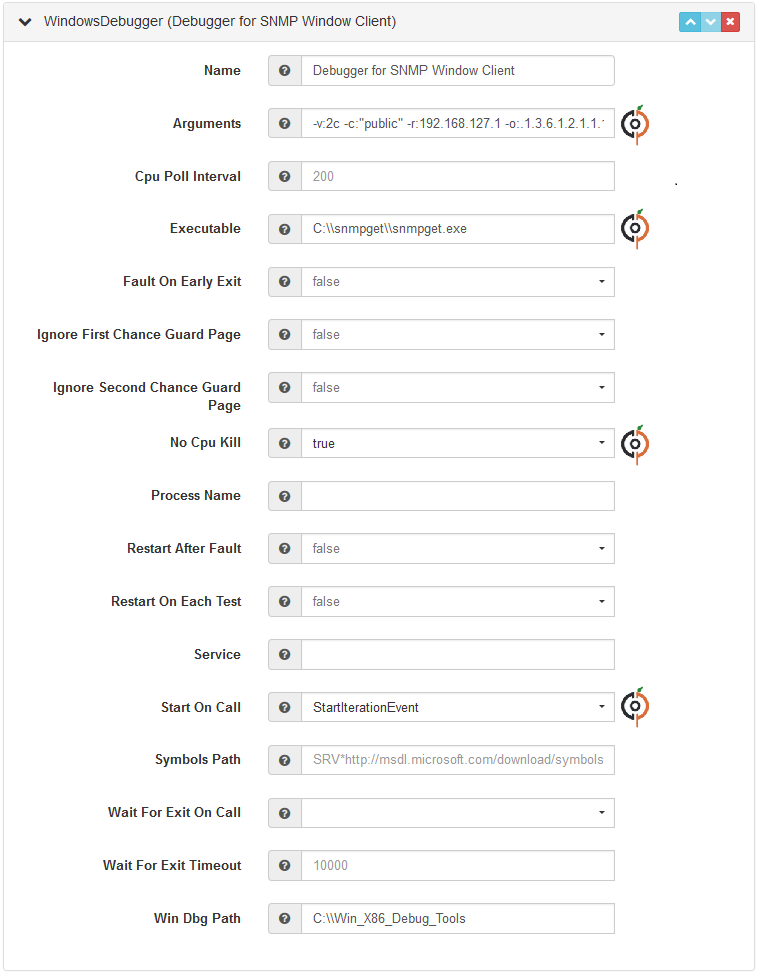 WindowsDebugger (Debugger for SNMP Window Client)
Name Debugger for SNMP Window Client
Arguments -v:2c -c:"public" -r:192.168.127.1 -o:.1.3.6.1.2.1.1.
Cpu Poll Interval 200
Executable C:\\snmpget\\snmpget.exe
Fault On Early Exit false
Ignore First Chance Guard Page false
Ignore Second Chance Guard false
Page
No Cpu Kill true
Process Name
Restart After Fault false
Restart On Each Test false
Service
Start On Call StartIterationEvent
Symbols Path SRV*http://msdl.microsoft.com/download/symbols
Wait For Exit On Call
Wait For Exit Timeout 10000
Win Dbg Path C:\\Win_X86_Debug_Tools